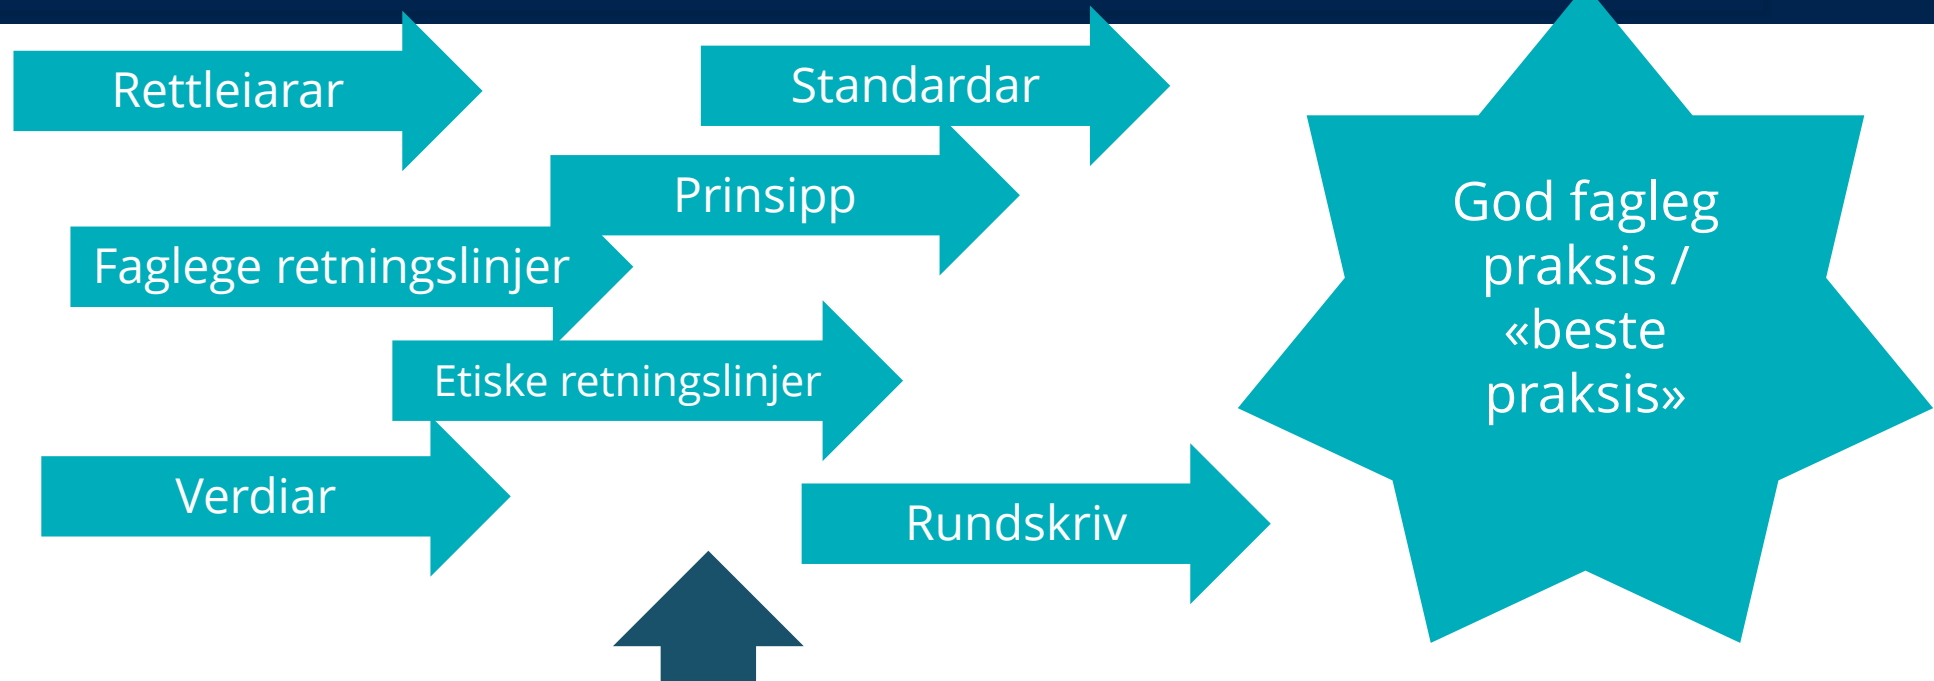 Rettleiarar
Standardar
Prinsipp
Faglege retningslinjer
Etiske retningslinjer
Verdiar
Rundskriv
God fagleg
praksis /
«beste
praksis»